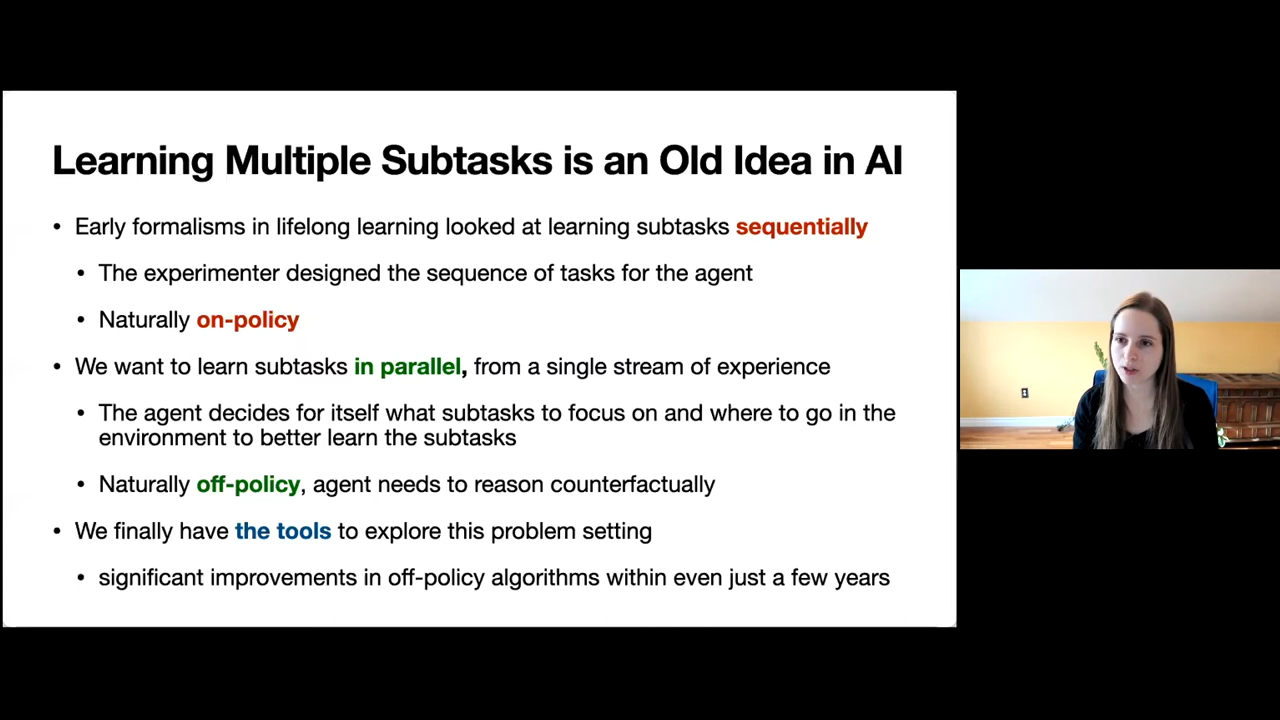 Learning Multiple Subtasks is an Old Idea in AI
• Early formalisms in lifelong learning looked at learning subtasks sequentially
• The experimenter designed the sequence of tasks for the agent
• Naturally on-policy
• We want to learn subtasks in parallel, from a single stream of experience
• The agent decides for itself what subtasks to focus on and where to go in the
environment to better learn the subtasks
• Naturally off-policy, agent needs to reason counterfactually
• We finally have the tools to explore this problem setting
• significant improvements in off-policy algorithms within even just a few years